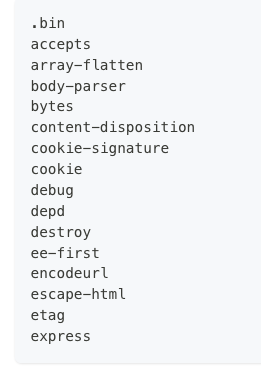 .bin
accepts
array-flatten
body-parser
bytes
content-disposition
cookie-signature
cookie
debug
depd
destroy
ee-first
encodeurl
escape-html
etag
express